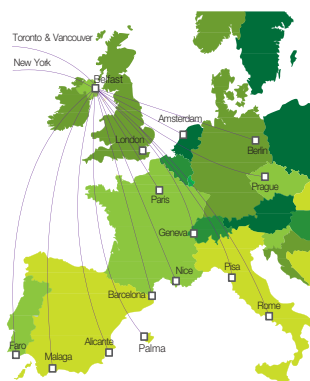 Toronto & Vancouver
New York
Belfast
Amsterdam
London
Berlin
Prague
Paris
Geneva
Nice
Pisa
Barcelona
Rome
Alicante
Palma
Faro
Malaga